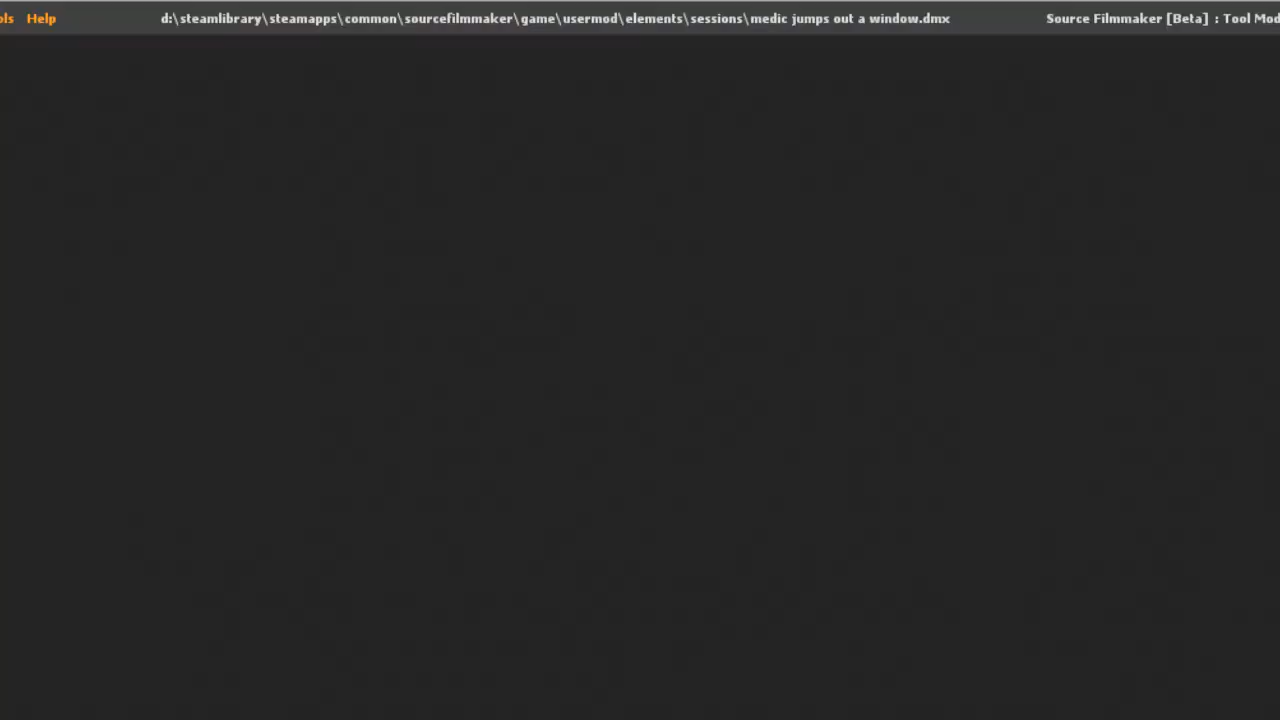 ols Help d:\steamlibrary\steamapps\common\sourcefilmmaker\game\usermod\elements\sessions\medic jumps out a window.dmx Source Filmmaker [Beta] : Tool Mod